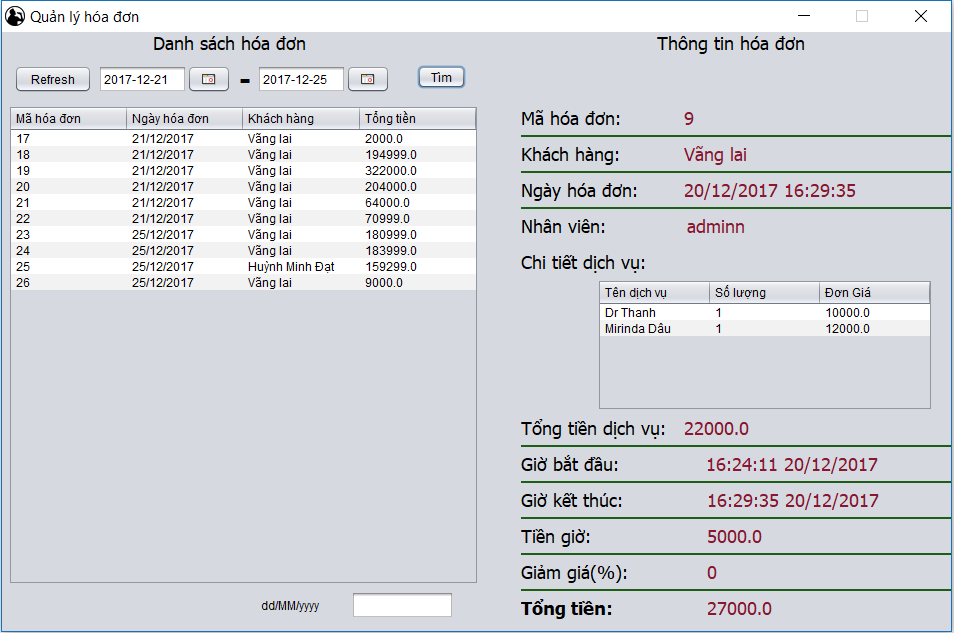 Quản lý hóa đơn
Danh sách hóa đơn
Refresh 2017-12-21 - 2017-12-25 Tìm
Mã hóa đơn Ngày hóa đơn Khách hàng Tổng tiền
17 21/12/2017 Vãng lai 2000.0
18 21/12/2017 Vãng lai 194999.0
19 21/12/2017 Vãng lai 322000.0
20 21/12/2017 Vãng lai 204000.0
21 21/12/2017 Vãng lai 64000.0
22 21/12/2017 Vãng lai 70999.0
23 25/12/2017 Vãng lai 180999.0
24 25/12/2017 Vãng lai 183999.0
25 25/12/2017 Huỳnh Minh Đạt 159299.0
26 25/12/2017 Vãng lai 9000.0
dd/MM/yyyy
Thông tin hóa đơn
Mã hóa đơn: 9
Khách hàng: Vãng lai
Ngày hóa đơn: 20/12/2017 16:29:35
Nhân viên: adminn
Chi tiết dịch vụ:
Tên dịch vụ Số lượng Đơn Giá
Dr Thanh 1 10000.0
Mirinda Dâu 1 12000.0
Tổng tiền dịch vụ: 22000.0
Giờ bắt đầu: 16:24:11 20/12/2017
Giờ kết thúc: 16:29:35 20/12/2017
Tiền giờ: 5000.0
Giảm giá(%): 0
Tổng tiền: 27000.0